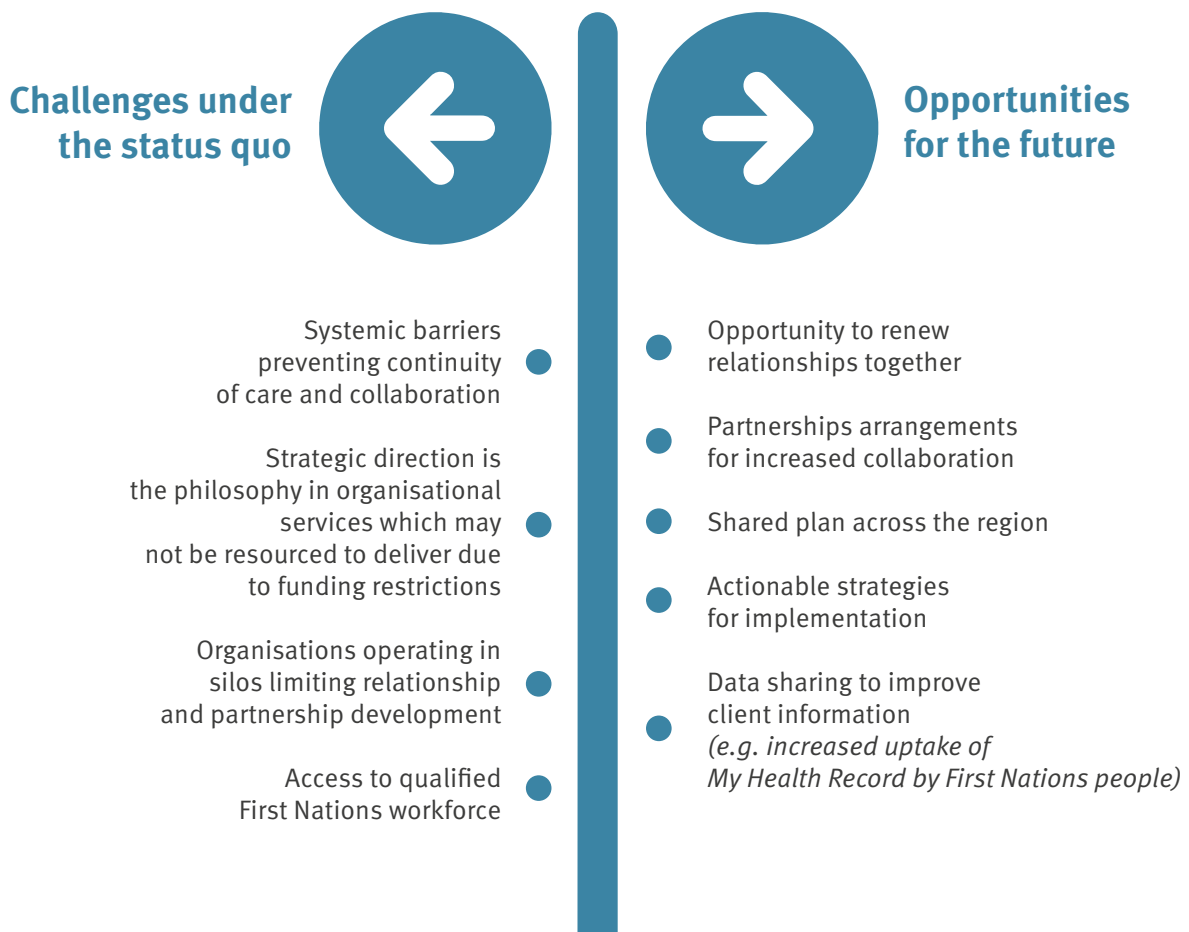 Challenges under
the status quo
Systemic barriers
preventing continuity
of care and collaboration
Strategic direction is
the philosophy in organisational
services which may
not be resourced to deliver due
to funding restrictions
Organisations operating in
silos limiting relationship
and partnership development
Access to qualified
First Nations workforce
Opportunities
for the future
Opportunity to renew
relationships together
Partnerships arrangements
for increased collaboration
Shared plan across the region
Actionable strategies
for implementation
Data sharing to improve
client information
(e.g. increased uptake of
My Health Record by First Nations people)